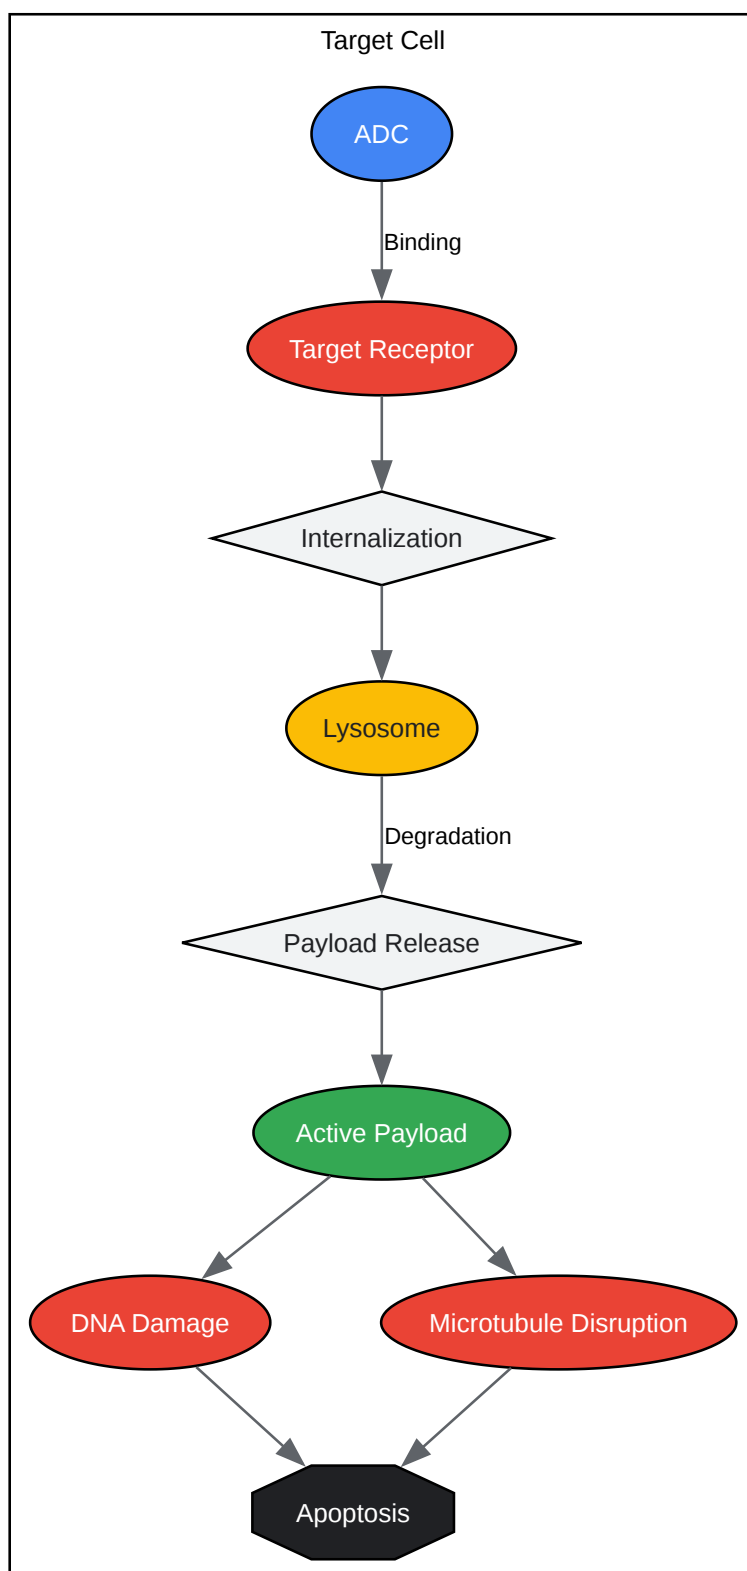 Target Cell
ADC
Binding
Target Receptor
Internalization
Lysosome
Degradation
Payload Release
Active Payload
DNA Damage
Microtubule Disruption
Apoptosis